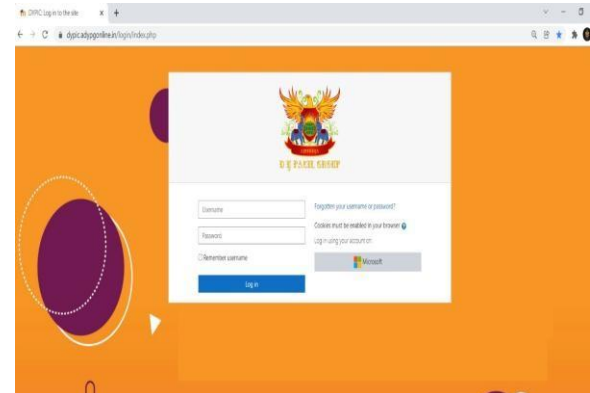 DYPIC: Log in to the site
dypic.adypgonline.in/login/index.php
D Y PATIL GROUP
Username
Password
Remember username
Log in
Forgotten your username or password?
Cookies must be enabled in your browser
Log in using your account on:
Microsoft